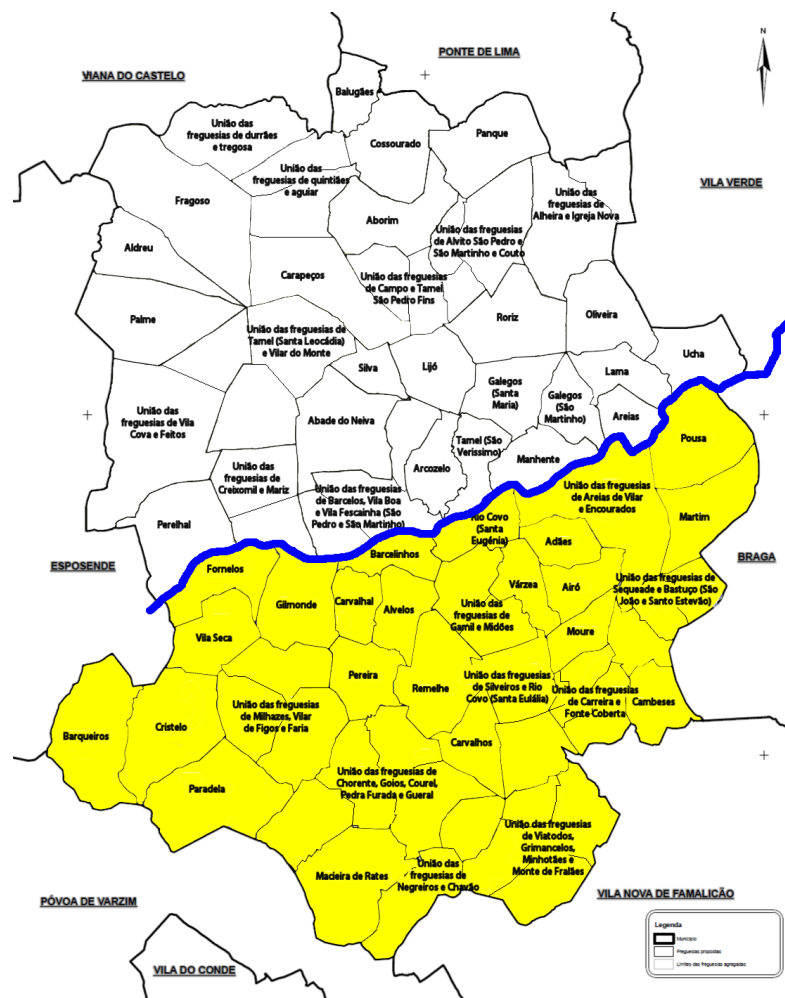 N
PONTE DE LIMA
VIANA DO CASTELO
Balugães
União das
freguesias de durrães
e tregosa
Cossourado
Panque
União das
freguesias de quintiães
e aguiar
VILA VERDE
Fragoso
União das
freguesias de
Alheira e Igreja Nova
Aborim
União das freguesias
de Alvito São Pedro e
São Martinho e Couto
Aldreu
Carapeços
União das freguesias
de Campo e Tamel
São Pedro Fins
Palme
Roriz
Oliveira
União das freguesias de
Tamel (Santa Leocádia)
e Vilar do Monte
Ucha
Silva
Lijó
Lama
Galegos
(Santa
Maria)
Galegos
(São
Martinho)
Areias
União das
freguesias de Vila
Cova e Feitos
Abade do Neiva
Tamel (São
Veríssimo)
Pousa
Manhente
União das
freguesias de
Creixomil e Mariz
Arcozelo
União das freguesias
de Barcelos, Vila Boa
e Vila Fescainha (São
Pedro e São Martinho)
União das freguesias
de Areias de Vilar
e Encourados
Perelhal
Rio Covo
(Santa
Eugénia)
Martim
Adães
Barcelinhos
BRAGA
ESPOSENDE
Fornelos
Gilmonde
Carvalhal
Alvelos
Várzea
Airó
União das freguesias de
Sequeade e Bastuço (São
João e Santo Estevão)
União das
freguesias de
Gamil e Midões
Vila Seca
Moure
Pereira
Remelhe
União das freguesias
de Silveiros e Rio
Covo (Santa Eulália)
União das freguesias
de Carreira e
Fonte Coberta
Cambeses
Barqueiros
Cristelo
União das freguesias
de Milhazes, Vilar
de Figos e Faria
Carvalhos
Paradela
União das freguesias de
Chorente, Goios, Courel,
Pedra Furada e Gueral
União das freguesias
de Viatodos,
Grimancelos,
Minhotães e
Monte de Fralães
Macieira de Rates
União das
freguesias de
Negreiros e Chavão
PÓVOA DE VARZIM
VILA NOVA DE FAMALICÃO
VILA DO CONDE
Legenda
Município
Freguesias propostas
Limites das freguesias agregadas